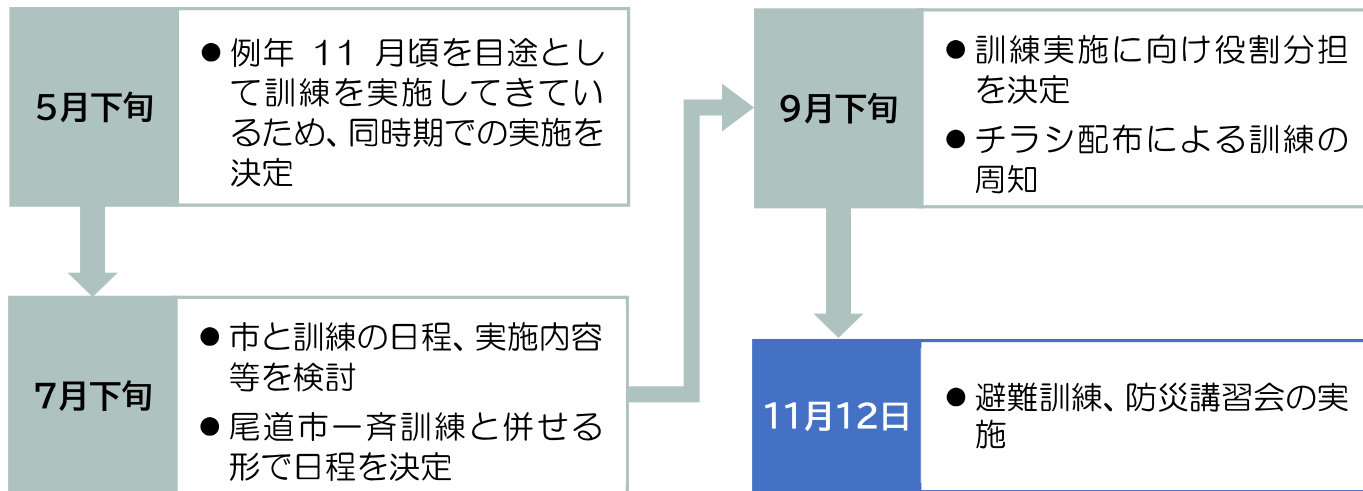 5月下旬
● 例年 11 月頃を目途とし
て訓練を実施してきてい
るため、同時期での実施を
決定
7月下旬
● 市と訓練の日程、実施内容
等を検討
● 尾道市一斉訓練と併せる
形で日程を決定
9月下旬
● 訓練実施に向け役割分担
を決定
● チラシ配布による訓練の
周知
11月12日
● 避難訓練、防災講習会の実
施